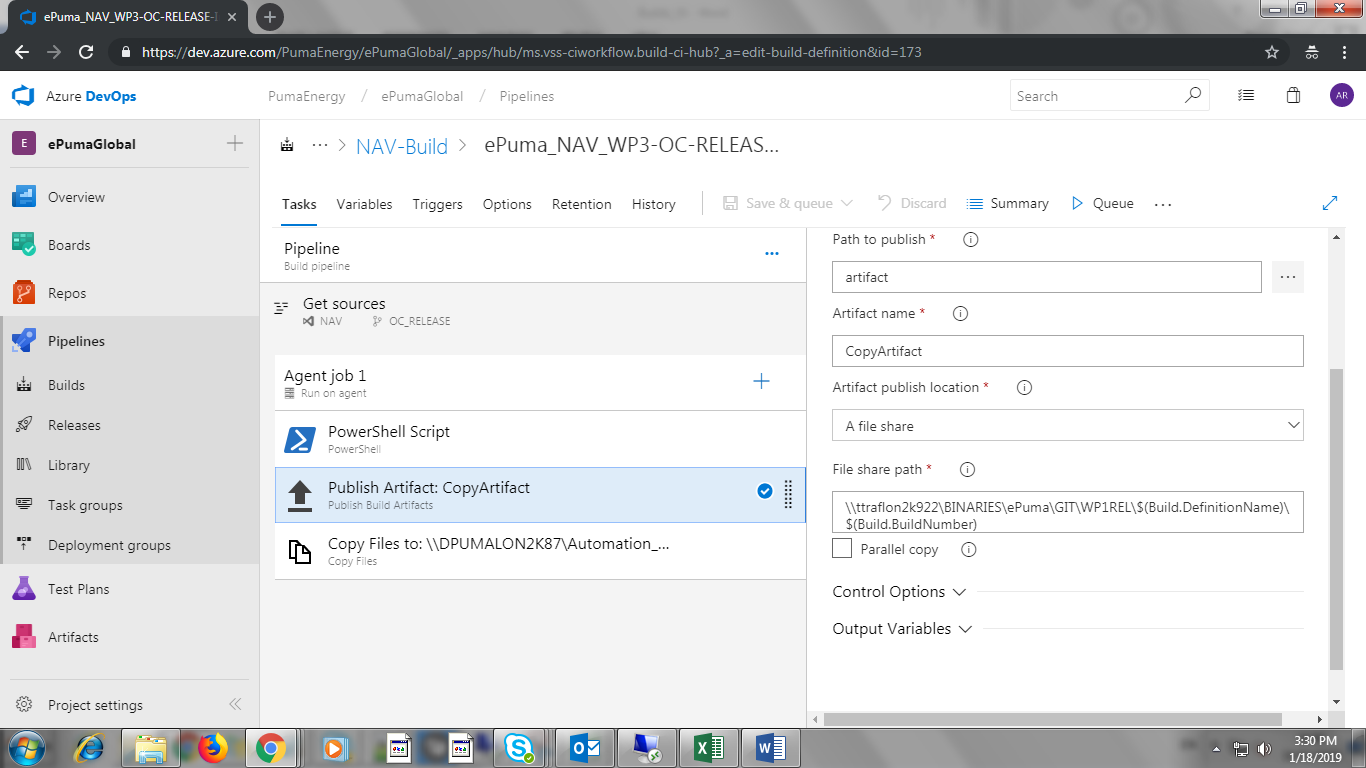 ePuma_NAV_WP3-OC-RELEASE-I
https://dev.azure.com/PumaEnergy/ePumaGlobal/_apps/hub/ms.vss-ciworkflow.build-ci-hub?_a=edit-build-definition&id=173
Azure DevOps
PumaEnergy / ePumaGlobal / Pipelines
Search
AR
E ePumaGlobal
... > NAV-Build > ePuma_NAV_WP3-OC-RELEAS...
Overview
Boards
Repos
Pipelines
Builds
Releases
Library
Task groups
Deployment groups
Test Plans
Artifacts
Project settings
Tasks Variables Triggers Options Retention History Save & queue Discard Summary Queue ...
Pipeline
Build pipeline
Get sources
NAV OC_RELEASE
Agent job 1
Run on agent
PowerShell Script
PowerShell
Publish Artifact: CopyArtifact
Publish Build Artifacts
Copy Files to: \\DPUMALON2K87\Automation_...
Copy Files
Path to publish *
artifact
Artifact name *
CopyArtifact
Artifact publish location *
A file share
File share path *
\\ttraflon2k922\BINARIES\ePuma\GIT\WP1REL\$(Build.DefinitionName)\
$(Build.BuildNumber)
Parallel copy
Control Options
Output Variables
3:30 PM
1/18/2019